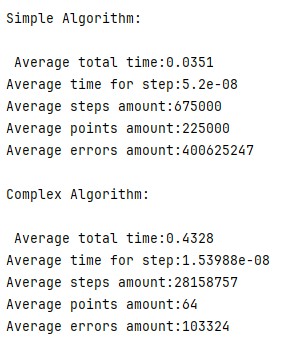 Simple Algorithm:
Average total time:0.0351
Average time for step:5.2e-08
Average steps amount:675000
Average points amount:225000
Average errors amount:400625247
Complex Algorithm:
Average total time:0.4328
Average time for step:1.53988e-08
Average steps amount:28158757
Average points amount:64
Average errors amount:103324